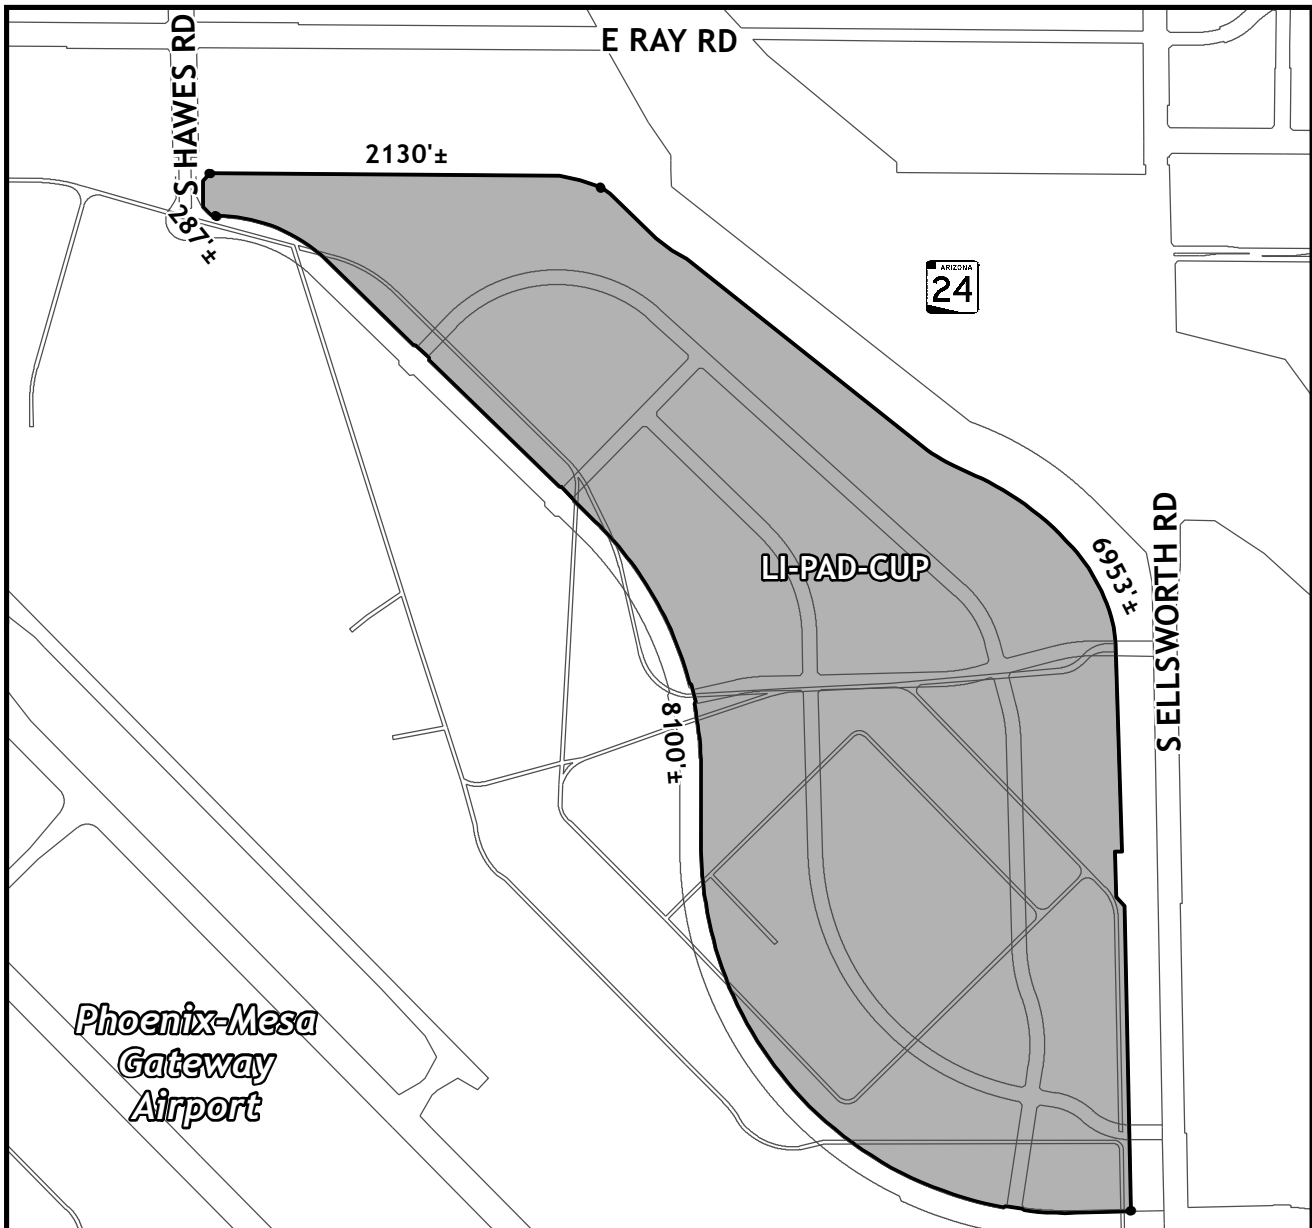 E RAY RD
S HAWES RD
2130'±
287'±
ARIZONA
24
LI-PAD-CUP
6953'±
S ELLSWORTH RD
8100'±
Phoenix-Mesa
Gateway
Airport